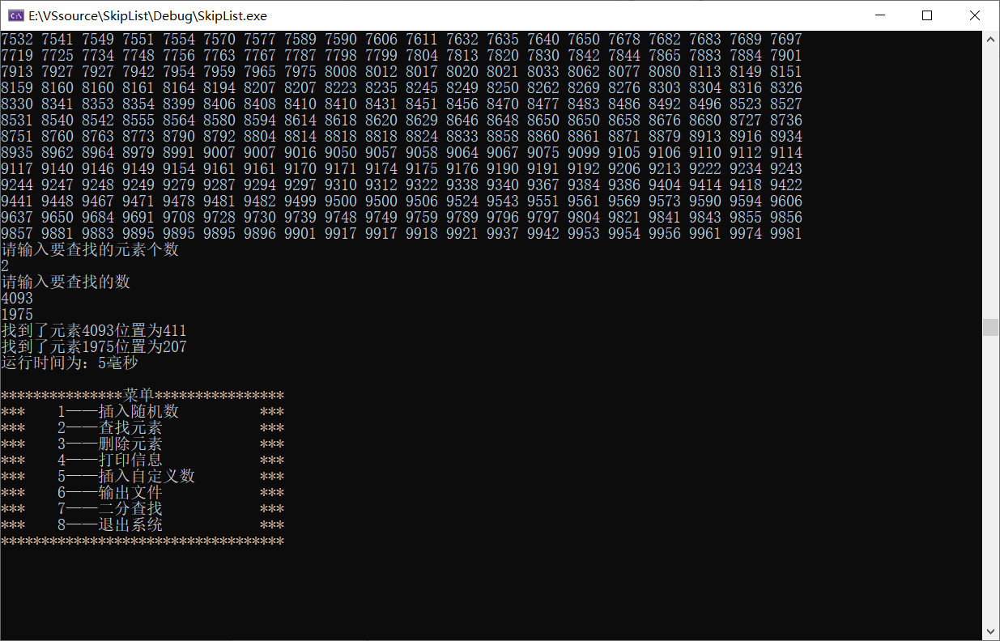 E:\VSsource\SkipList\Debug\SkipList.exe
7532 7541 7549 7551 7554 7570 7577 7589 7590 7606 7611 7632 7635 7640 7650 7678 7682 7683 7689 7697
7719 7725 7734 7748 7756 7763 7767 7787 7798 7799 7804 7813 7820 7830 7842 7844 7865 7883 7884 7901
7913 7927 7927 7942 7954 7959 7965 7975 8008 8012 8017 8020 8021 8033 8062 8077 8080 8113 8149 8151
8159 8160 8160 8161 8164 8194 8207 8207 8223 8235 8245 8249 8250 8262 8269 8276 8303 8304 8316 8326
8330 8341 8353 8354 8399 8406 8408 8410 8410 8431 8451 8456 8470 8477 8483 8486 8492 8496 8523 8527
8531 8540 8542 8555 8564 8580 8594 8614 8618 8620 8629 8646 8648 8650 8650 8658 8676 8680 8727 8736
8751 8760 8763 8773 8790 8792 8804 8814 8818 8818 8824 8833 8858 8860 8861 8871 8879 8913 8916 8934
8935 8962 8964 8979 8991 9007 9007 9016 9050 9057 9058 9064 9067 9075 9099 9105 9106 9110 9112 9114
9117 9140 9146 9149 9154 9161 9161 9170 9171 9174 9175 9176 9190 9191 9192 9206 9213 9222 9234 9243
9244 9247 9248 9249 9279 9287 9294 9297 9310 9312 9322 9338 9340 9367 9384 9386 9404 9414 9418 9422
9441 9448 9467 9471 9478 9481 9482 9499 9500 9500 9506 9524 9543 9551 9561 9569 9573 9590 9594 9606
9637 9650 9684 9691 9708 9728 9730 9739 9748 9749 9759 9789 9796 9797 9804 9821 9841 9843 9855 9856
9857 9881 9883 9895 9895 9895 9896 9901 9917 9917 9918 9921 9937 9942 9953 9954 9956 9961 9974 9981
请输入要查找的元素个数
2
请输入要查找的数
4093
1975
找到了元素4093位置为411
找到了元素1975位置为207
运行时间为：5毫秒
***************菜单****************
***    1——插入随机数          ***
***    2——查找元素            ***
***    3——删除元素            ***
***    4——打印信息            ***
***    5——插入自定义数        ***
***    6——输出文件            ***
***    7——二分查找            ***
***    8——退出系统            ***
***********************************